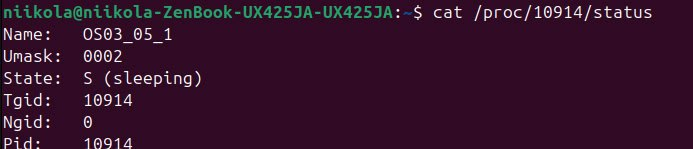 niikola@niikola-ZenBook-UX425JA-UX425JA:~$ cat /proc/10914/status
Name:   OS03_05_1
Umask:  0002
State:  S (sleeping)
Tgid:   10914
Ngid:   0
Pid:    10914